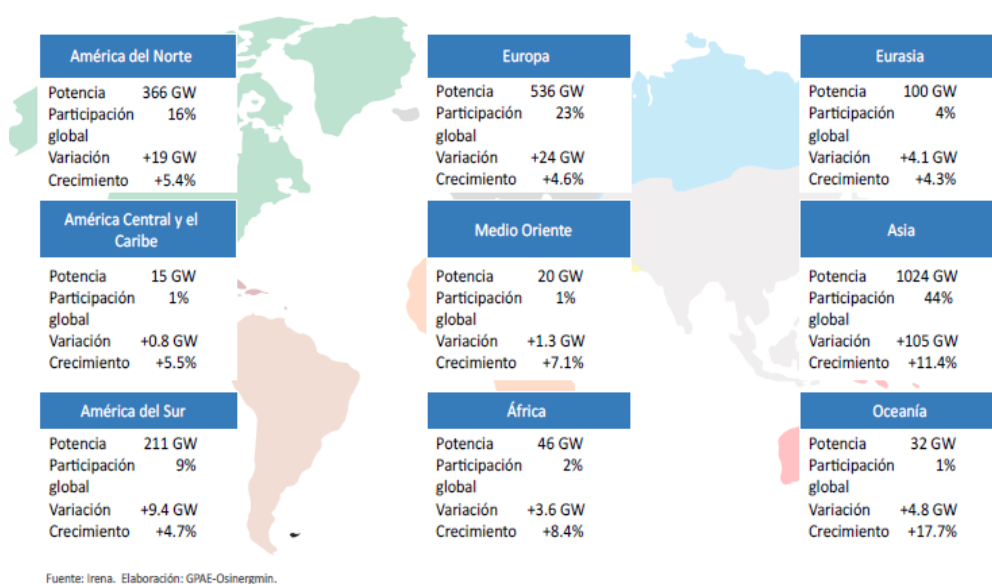 América del Norte
Potencia 366 GW
Participación 16%
global
Variación +19 GW
Crecimiento +5.4%
Europa
Potencia 536 GW
Participación 23%
global
Variación +24 GW
Crecimiento +4.6%
Eurasia
Potencia 100 GW
Participación 4%
global
Variación +4.1 GW
Crecimiento +4.3%
América Central y el
Caribe
Potencia 15 GW
Participación 1%
global
Variación +0.8 GW
Crecimiento +5.5%
Medio Oriente
Potencia 20 GW
Participación 1%
global
Variación +1.3 GW
Crecimiento +7.1%
Asia
Potencia 1024 GW
Participación 44%
global
Variación +105 GW
Crecimiento +11.4%
América del Sur
Potencia 211 GW
Participación 9%
global
Variación +9.4 GW
Crecimiento +4.7%
África
Potencia 46 GW
Participación 2%
global
Variación +3.6 GW
Crecimiento +8.4%
Oceanía
Potencia 32 GW
Participación 1%
global
Variación +4.8 GW
Crecimiento +17.7%
Fuente: Irena. Elaboración: GPAE-Osinergmin.